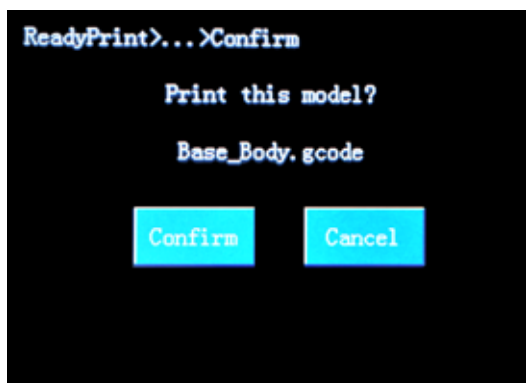 ReadyPrint>...>Confirm
Print this model?
Base_Body.gcode
Confirm Cancel